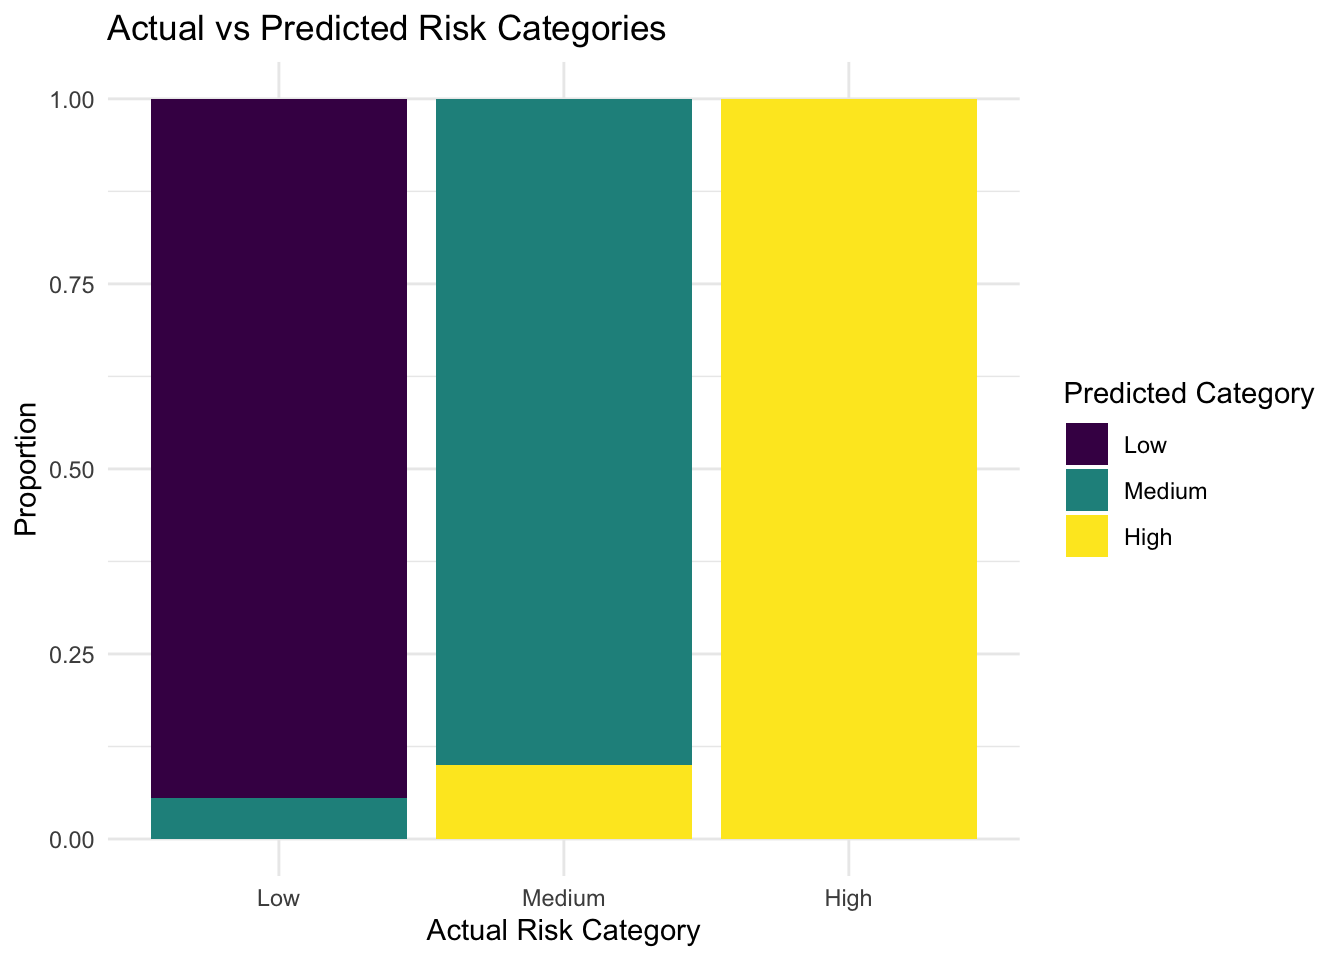 Actual vs Predicted Risk Categories
1.00
0.75
0.50
0.25
0.00
Proportion
Low
Medium
High
Actual Risk Category
Predicted Category
Low
Medium
High